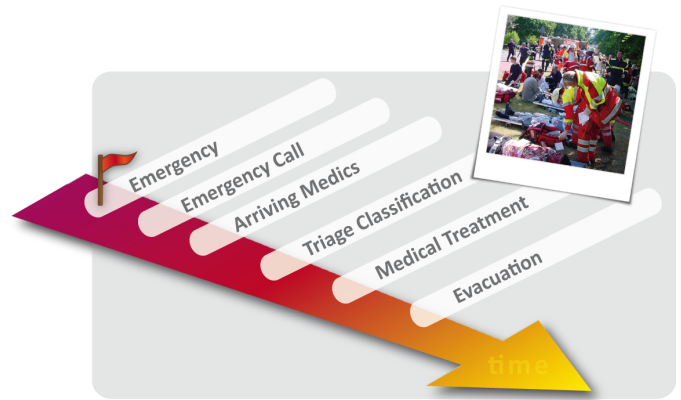 Emergency
Emergency Call
Arriving Medics
Triage Classification
Medical Treatment
Evacuation
time